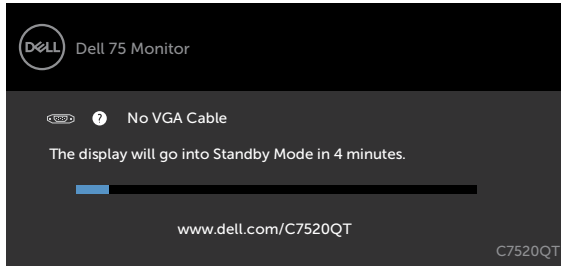 DELL Dell 75 Monitor
? No VGA Cable
The display will go into Standby Mode in 4 minutes.
www.dell.com/C7520QT
C7520QT